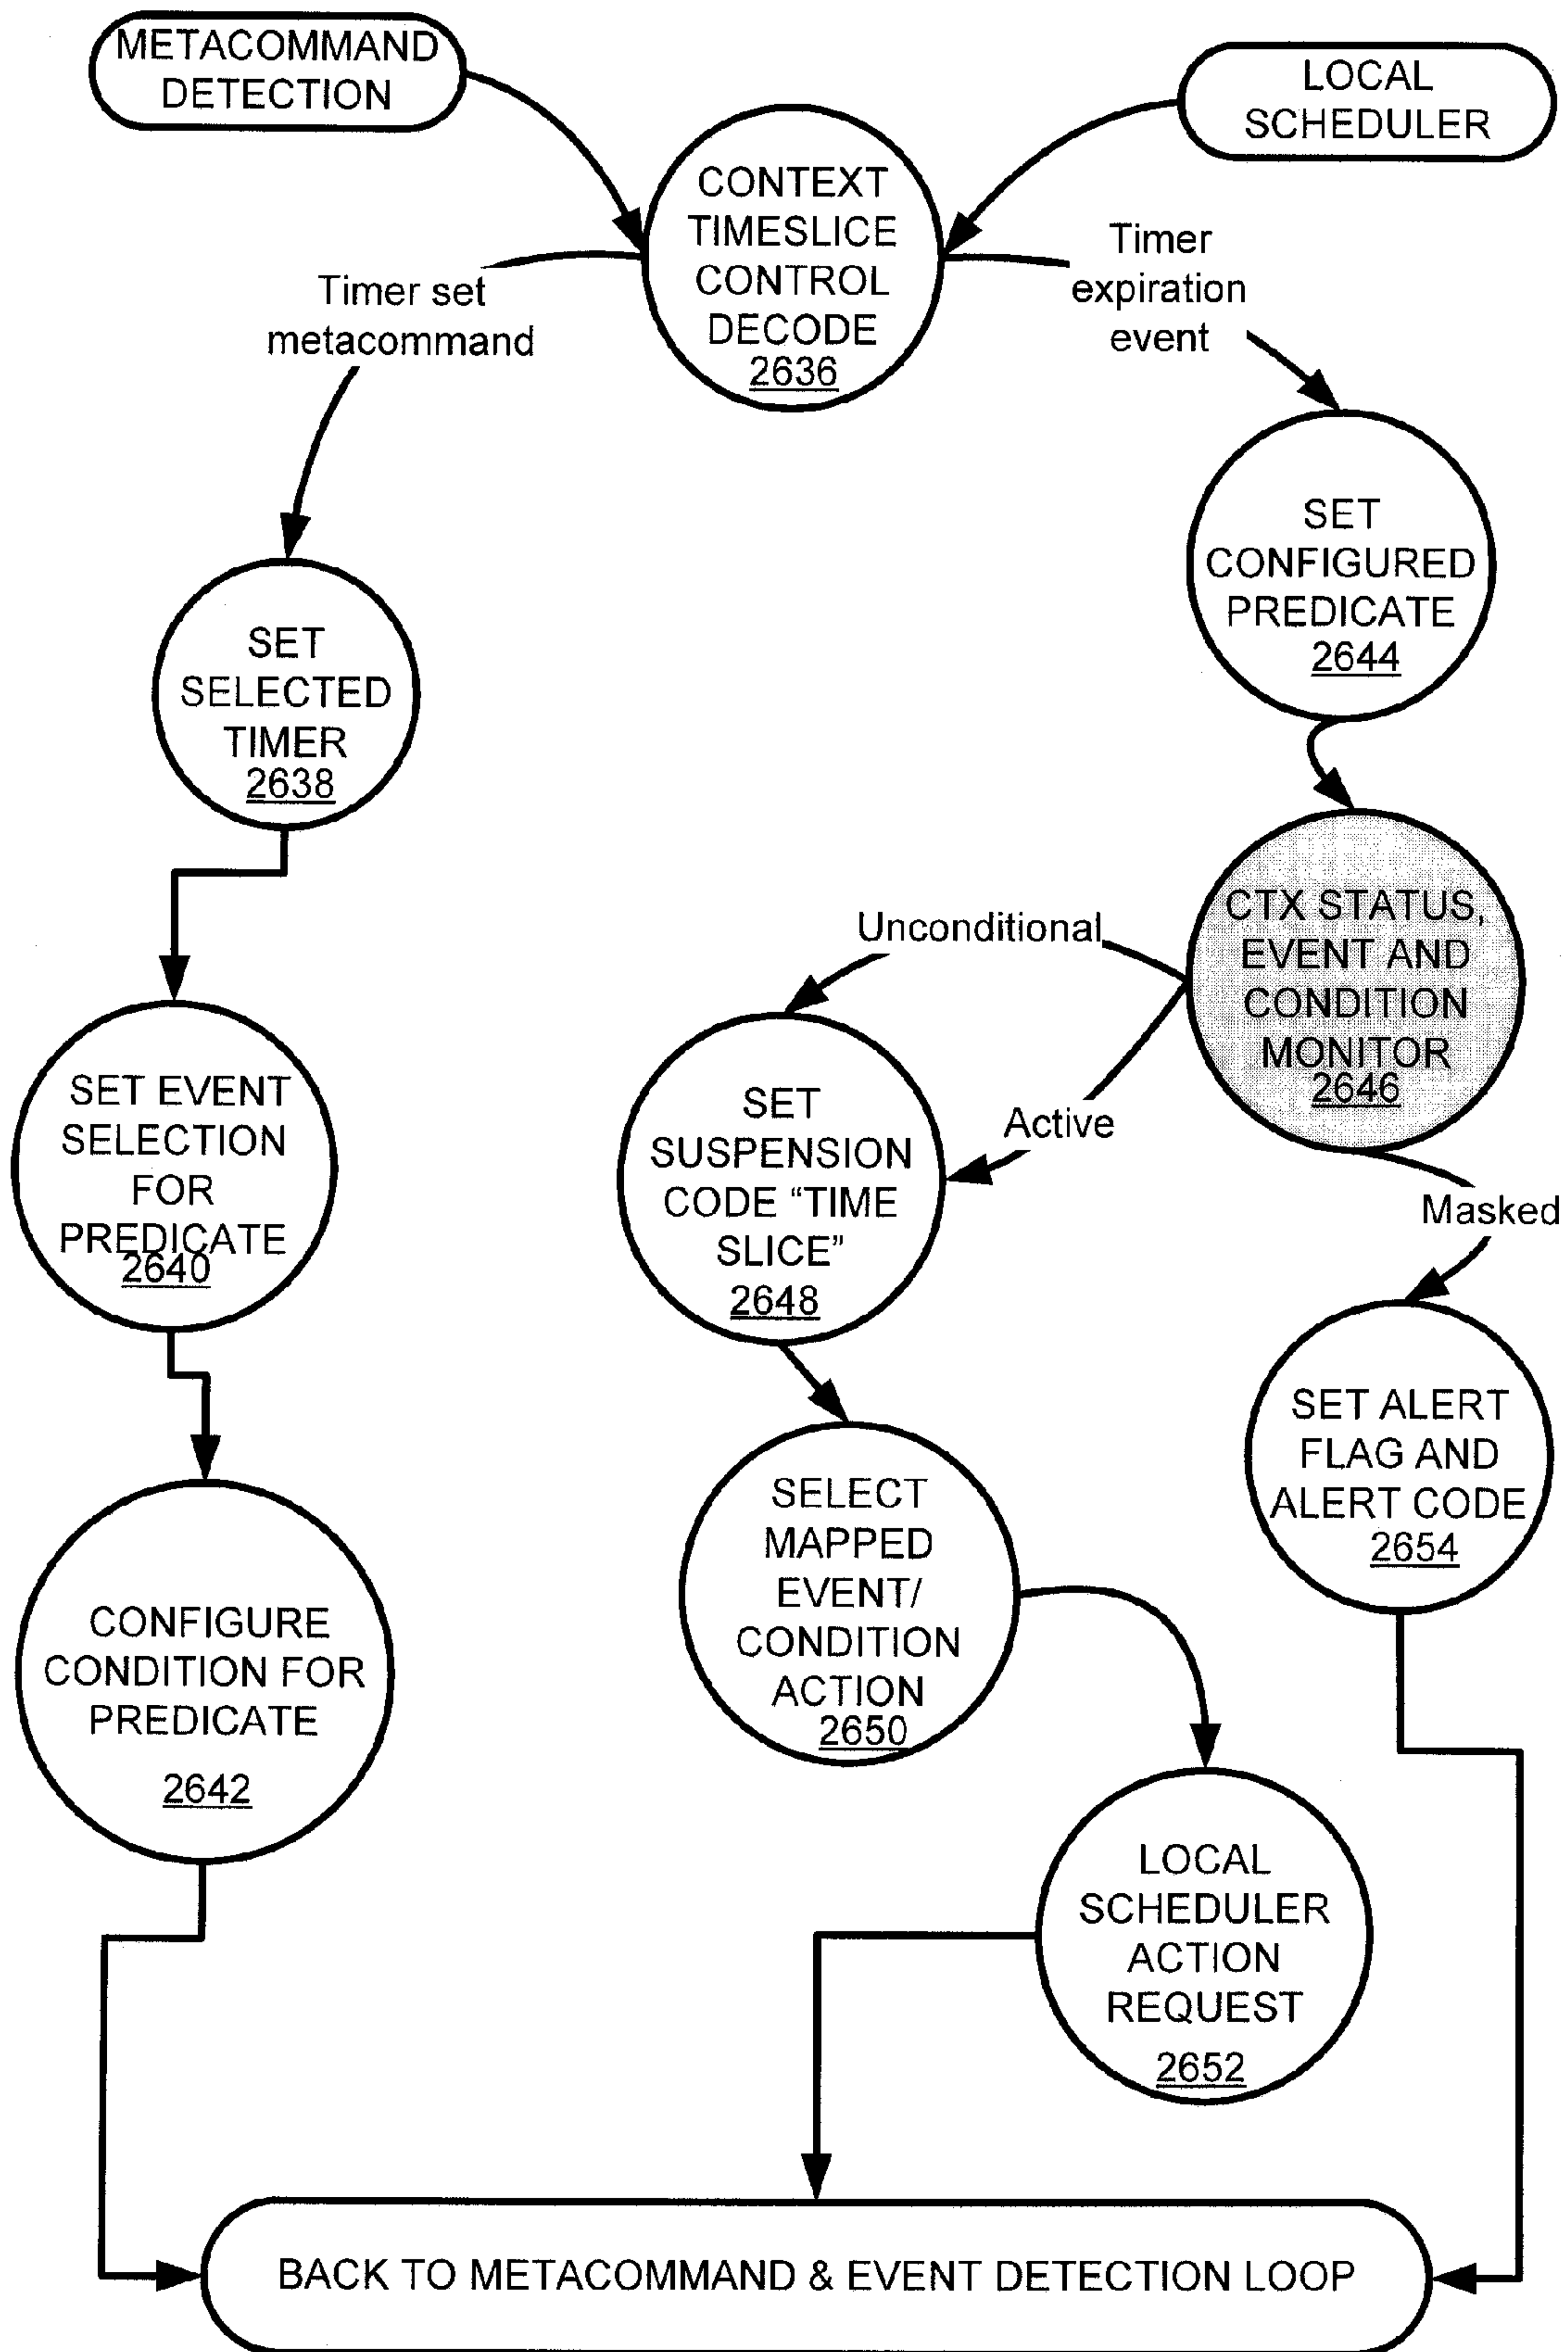 METACOMMAND
DETECTION
LOCAL
SCHEDULER
CONTEXT
TIMESLICE
CONTROL
DECODE
2636
Timer set
metacommand
Timer
expiration
event
SET
CONFIGURED
PREDICATE
2644
SET
SELECTED
TIMER
2638
CTX STATUS,
EVENT AND
CONDITION
MONITOR
2646
Unconditional
Active
Masked
SET EVENT
SELECTION
FOR
PREDICATE
2640
SET
SUSPENSION
CODE “TIME
SLICE”
2648
SET ALERT
FLAG AND
ALERT CODE
2654
SELECT
MAPPED
EVENT/
CONDITION
ACTION
2650
CONFIGURE
CONDITION FOR
PREDICATE
2642
LOCAL
SCHEDULER
ACTION
REQUEST
2652
BACK TO METACOMMAND & EVENT DETECTION LOOP